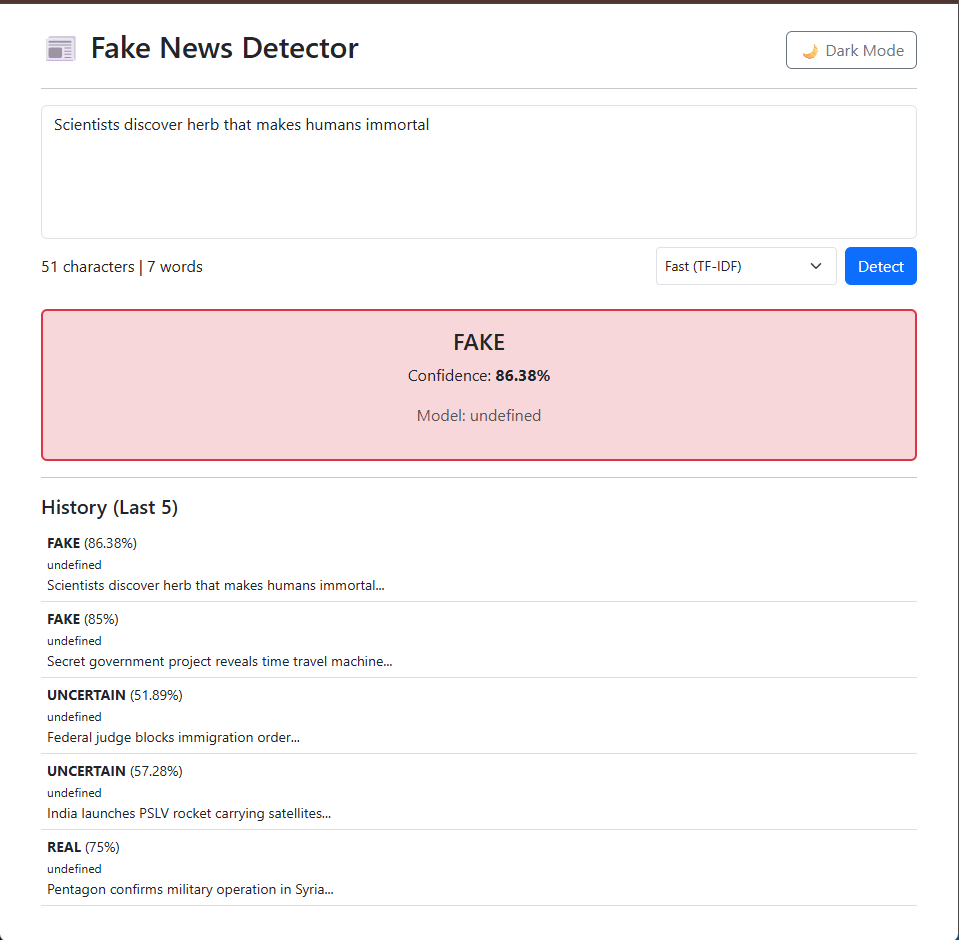 Fake News Detector
🌙 Dark Mode
Scientists discover herb that makes humans immortal
51 characters | 7 words
Fast (TF-IDF)
Detect
FAKE
Confidence: 86.38%
Model: undefined
History (Last 5)
FAKE (86.38%)
undefined
Scientists discover herb that makes humans immortal...
FAKE (85%)
undefined
Secret government project reveals time travel machine...
UNCERTAIN (51.89%)
undefined
Federal judge blocks immigration order...
UNCERTAIN (57.28%)
undefined
India launches PSLV rocket carrying satellites...
REAL (75%)
undefined
Pentagon confirms military operation in Syria...